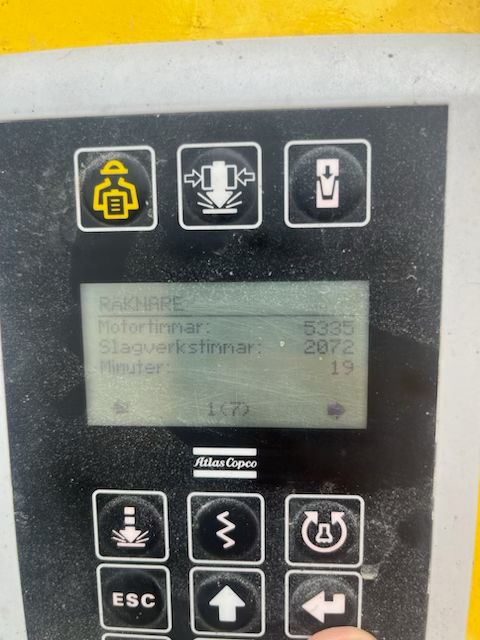 RÄKNARE
Motortimmar: 5335
Slagverkstimmar: 2072
Minuter: 19
1(7)
Atlas Copco
ESC